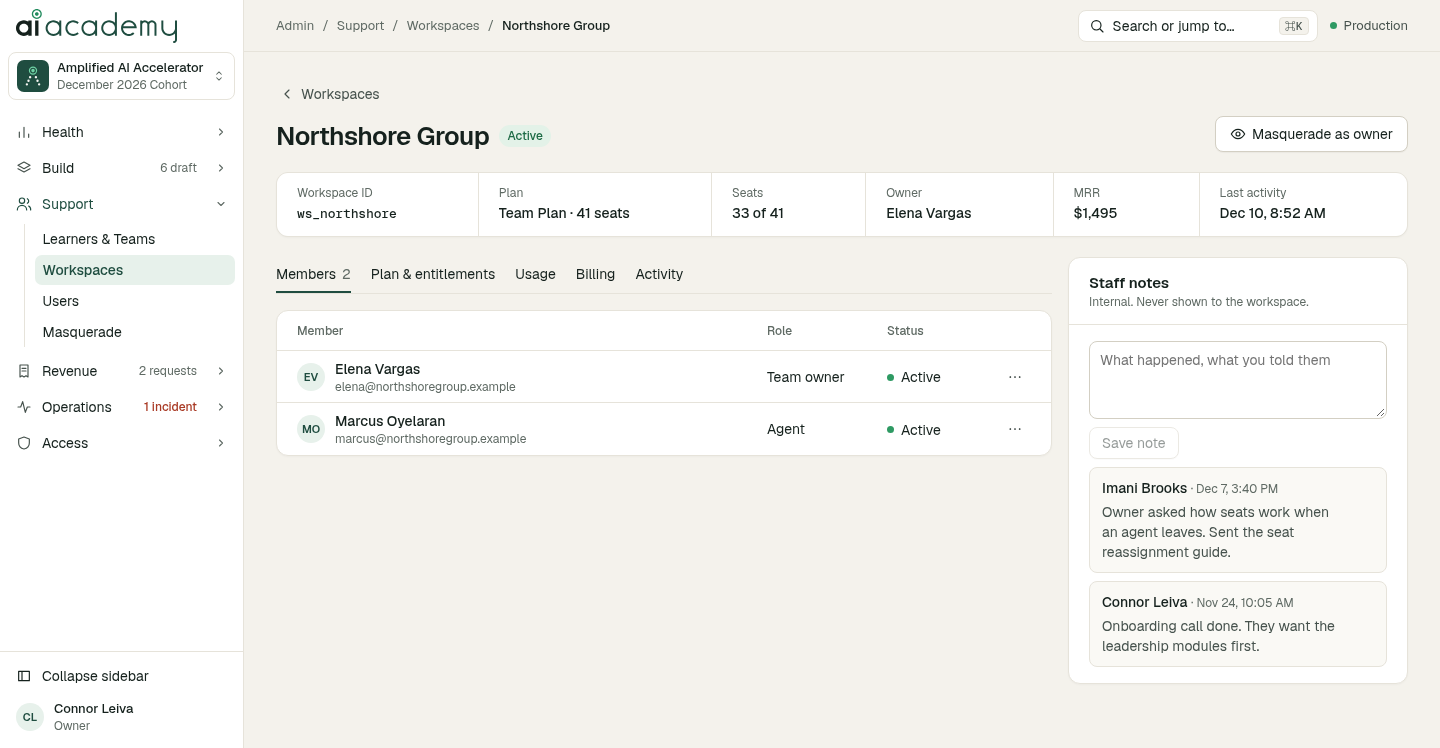 ai academy
Amplified AI Accelerator
December 2026 Cohort
Health
Build 6 draft
Support
Learners & Teams
Workspaces
Users
Masquerade
Revenue 2 requests
Operations 1 incident
Access
Collapse sidebar
CL
Connor Leiva
Owner
Admin / Support / Workspaces / Northshore Group
Search or jump to… ⌘K
Production
Workspaces
Northshore Group Active
Masquerade as owner
Workspace ID
ws_northshore
Plan
Team Plan · 41 seats
Seats
33 of 41
Owner
Elena Vargas
MRR
$1,495
Last activity
Dec 10, 8:52 AM
Members 2 Plan & entitlements Usage Billing Activity
Member Role Status
EV
Elena Vargas
elena@northshoregroup.example
Team owner
Active
MO
Marcus Oyelaran
marcus@northshoregroup.example
Agent
Active
Staff notes
Internal. Never shown to the workspace.
What happened, what you told them
Save note
Imani Brooks · Dec 7, 3:40 PM
Owner asked how seats work when
an agent leaves. Sent the seat
reassignment guide.
Connor Leiva · Nov 24, 10:05 AM
Onboarding call done. They want the
leadership modules first.